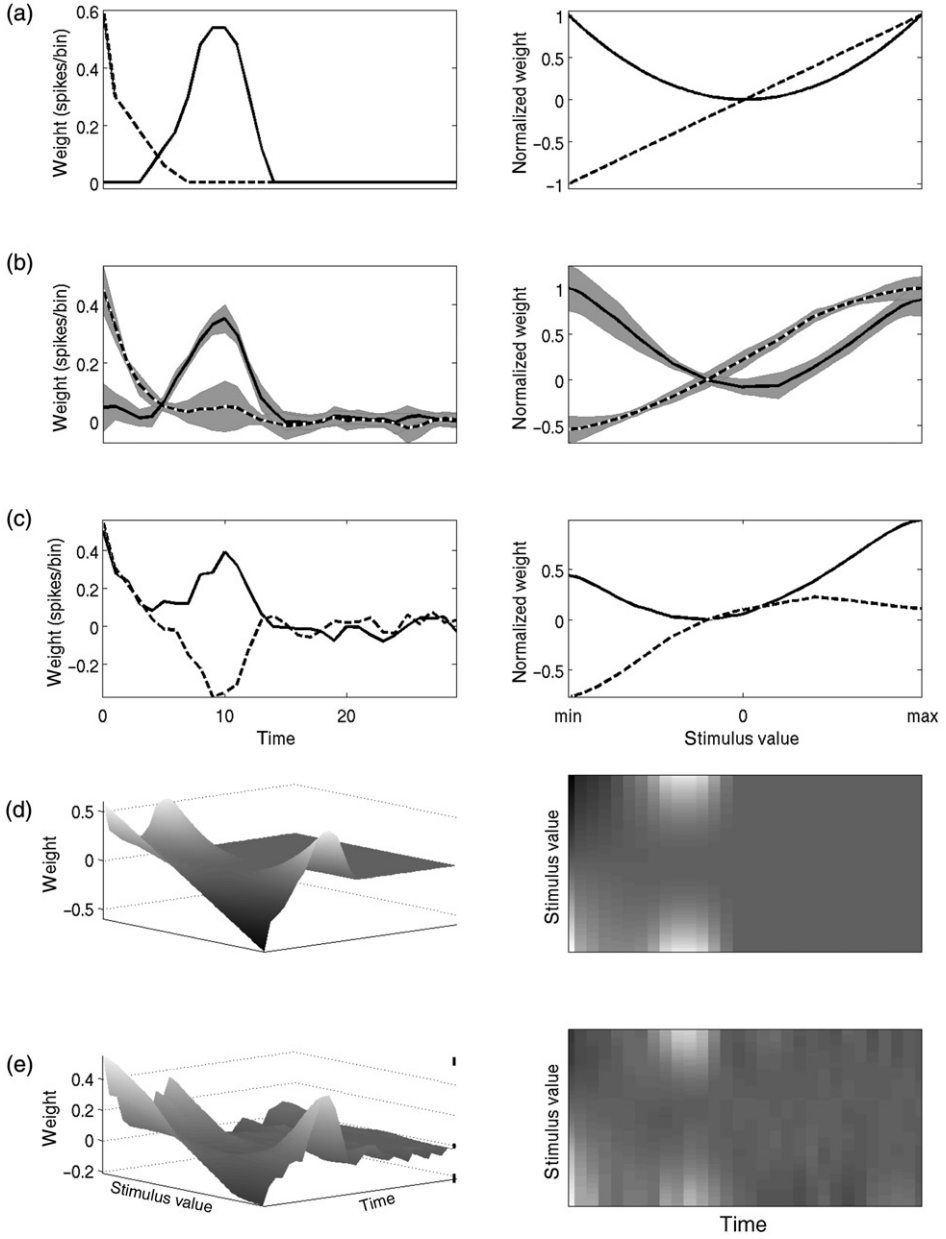 (a)
Weight (spikes/bin)
0.6
0.4
0.2
0
Normalized weight
1
0.5
0
−0.5
−1
(b)
Weight (spikes/bin)
0.4
0.2
0
Normalized weight
1
0.5
0
−0.5
(c)
Weight (spikes/bin)
0.4
0.2
0
−0.2
0
10
20
Time
Normalized weight
0.5
0
−0.5
min
0
max
Stimulus value
(d)
Weight
0.5
0
−0.5
Stimulus value
(e)
Weight
0.4
0.2
0
−0.2
Stimulus value
Time
Stimulus value
Time